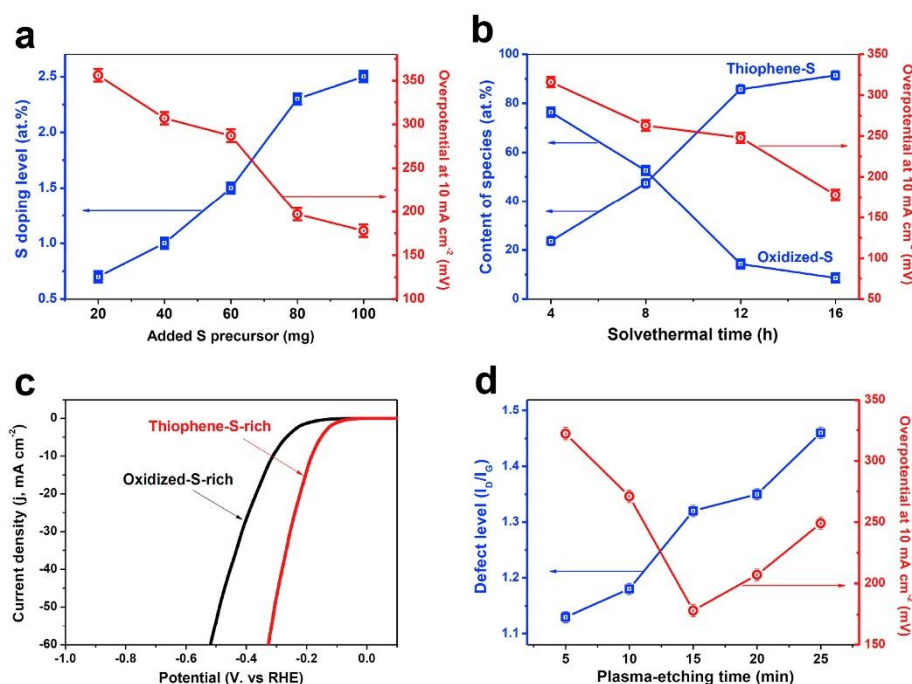 a
S doping level (at.%)
2.5
2.0
1.5
1.0
0.5
20 40 60 80 100
Added S precursor (mg)
350
300
250
200
150
100
Overpotential at 10 mA cm⁻² (mV)
b
Content of species (at.%)
100
80
60
40
20
0
Thiophene-S
Oxidized-S
4 8 12 16
Solvethermal time (h)
350
300
250
200
150
100
50
Overpotential at 10 mA cm⁻² (mV)
c
Current density (j, mA cm⁻²)
0
-10
-20
-30
-40
-50
-60
Thiophene-S-rich
Oxidized-S-rich
-1.0 -0.8 -0.6 -0.4 -0.2 0.0
Potential (V. vs RHE)
d
Defect level (I_D/I_G)
1.5
1.4
1.3
1.2
1.1
5 10 15 20 25
Plasma-etching time (min)
350
300
250
200
150
Overpotential at 10 mA cm⁻² (mV)